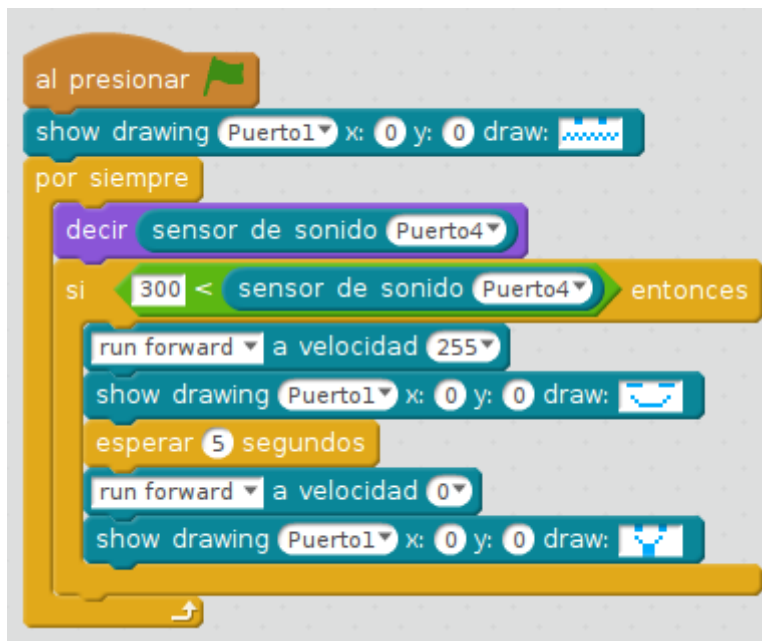 al presionar
show drawing Puerto1 x: 0 y: 0 draw:
por siempre
decir sensor de sonido Puerto4
si 300 < sensor de sonido Puerto4 entonces
run forward a velocidad 255
show drawing Puerto1 x: 0 y: 0 draw:
esperar 5 segundos
run forward a velocidad 0
show drawing Puerto1 x: 0 y: 0 draw: